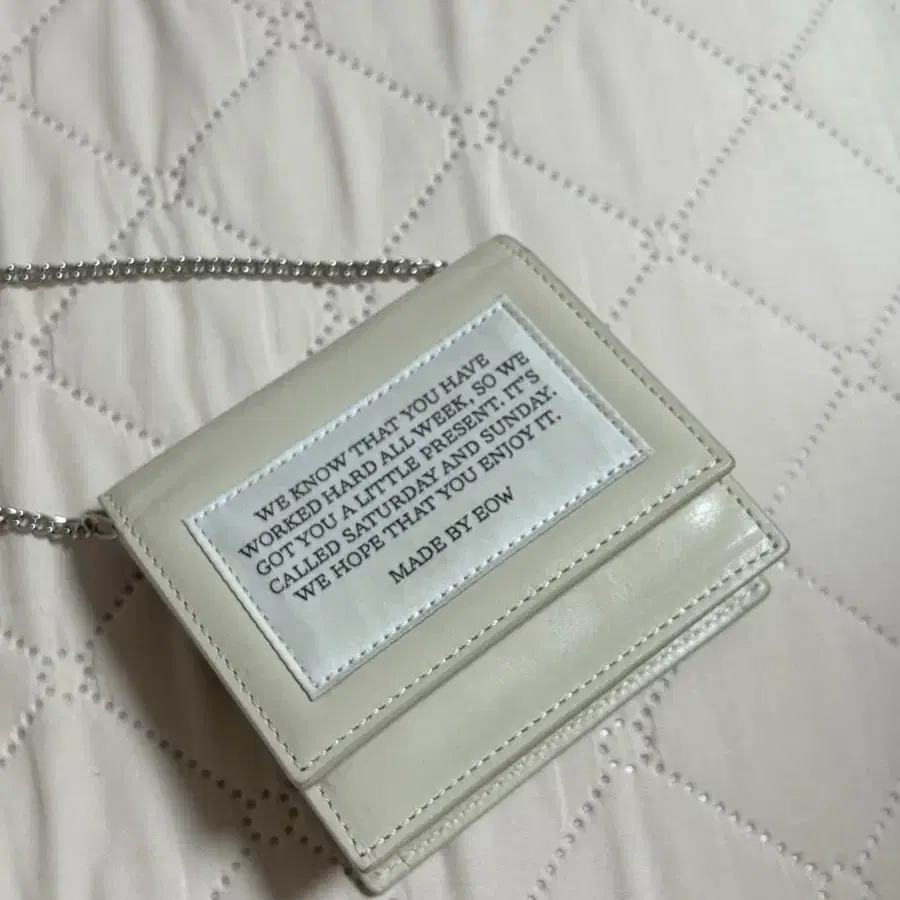 WE KNOW THAT YOU HAVE
WORKED HARD ALL WEEK, SO WE
GOT YOU A LITTLE PRESENT. IT'S
CALLED SATURDAY AND SUNDAY.
WE HOPE THAT YOU ENJOY IT.
MADE BY EOW